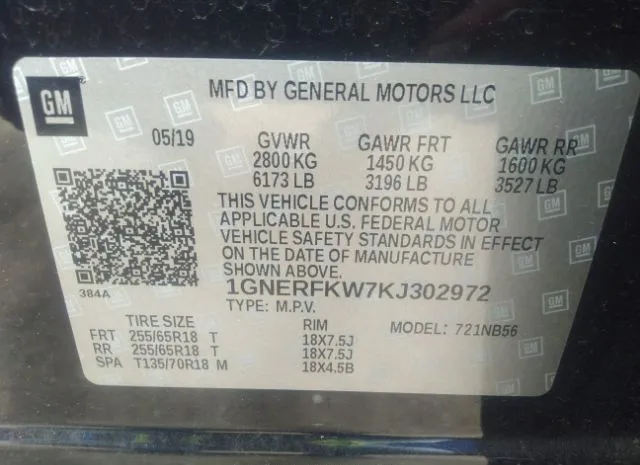 GM
MFD BY GENERAL MOTORS LLC
05/19 GVWR GAWR FRT GAWR RR
2800 KG 1450 KG 1600 KG
6173 LB 3196 LB 3527 LB
THIS VEHICLE CONFORMS TO ALL
APPLICABLE U.S. FEDERAL MOTOR
VEHICLE SAFETY STANDARDS IN EFFECT
ON THE DATE OF MANUFACTURE
SHOWN ABOVE.
384A
1GNERFKW7KJ302972
TYPE: M.P.V.
MODEL: 721NB56
TIRE SIZE RIM
FRT 255/65R18 T 18X7.5J
RR 255/65R18 T 18X7.5J
SPA T135/70R18 M 18X4.5B